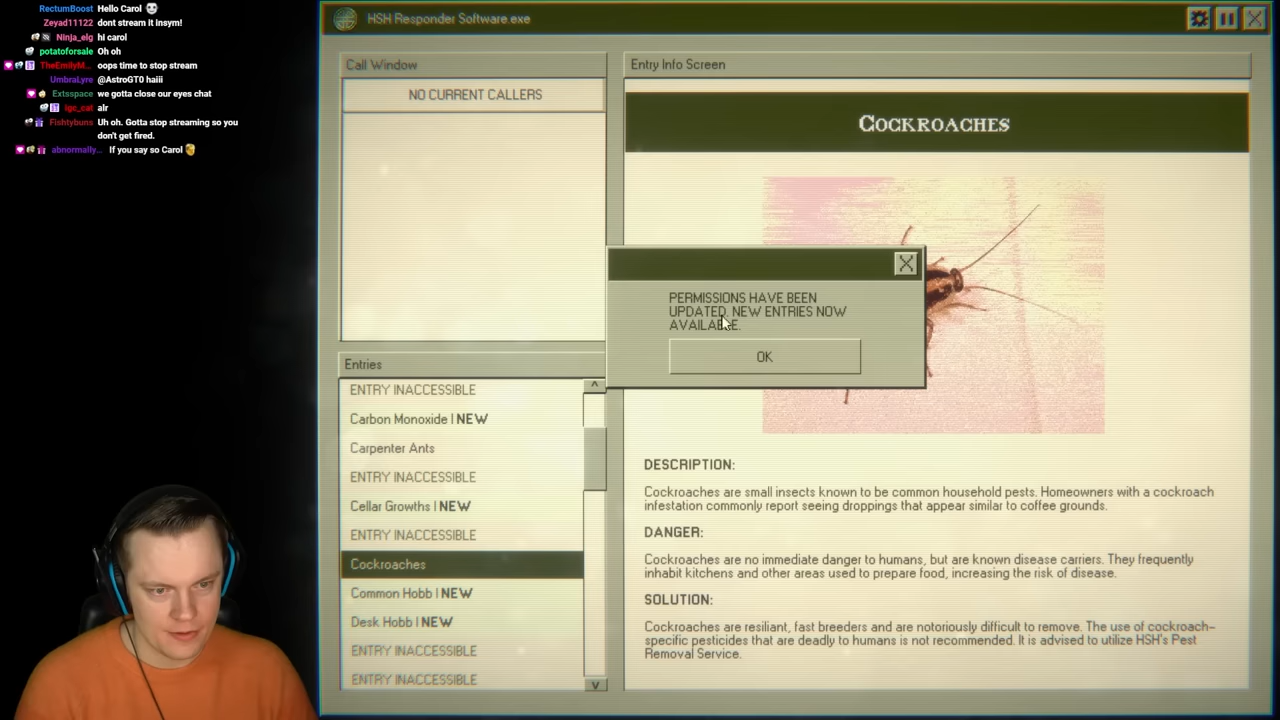 RectumBoost Hello Carol
Zeyad11122 dont stream it insym!
Ninja_elg hi carol
potatoforsale Oh oh
TheEmilyM... oops time to stop stream
UmbraLyre @AstroGT0 haiii
Extsspace we gotta close our eyes chat
igc_cat alr
Fishtybuns Uh oh. Gotta stop streaming so you
don't get fired.
abnormally... If you say so Carol
HSH Responder Software.exe
Call Window
NO CURRENT CALLERS
Entries
ENTRY INACCESSIBLE
Carbon Monoxide | NEW
Carpenter Ants
ENTRY INACCESSIBLE
Cellar Growths | NEW
ENTRY INACCESSIBLE
Cockroaches
Common Hobb | NEW
Desk Hobb | NEW
ENTRY INACCESSIBLE
ENTRY INACCESSIBLE
Entry Info Screen
COCKROACHES
PERMISSIONS HAVE BEEN
UPDATED. NEW ENTRIES NOW
AVAILABLE.
OK
DESCRIPTION:
Cockroaches are small insects known to be common household pests. Homeowners with a cockroach
infestation commonly report seeing droppings that appear similar to coffee grounds.
DANGER:
Cockroaches are no immediate danger to humans, but are known disease carriers. They frequently
inhabit kitchens and other areas used to prepare food, increasing the risk of disease.
SOLUTION:
Cockroaches are resiliant, fast breeders and are notoriously difficult to remove. The use of cockroach-
specific pesticides that are deadly to humans is not recommended. It is advised to utilize HSH's Pest
Removal Service.